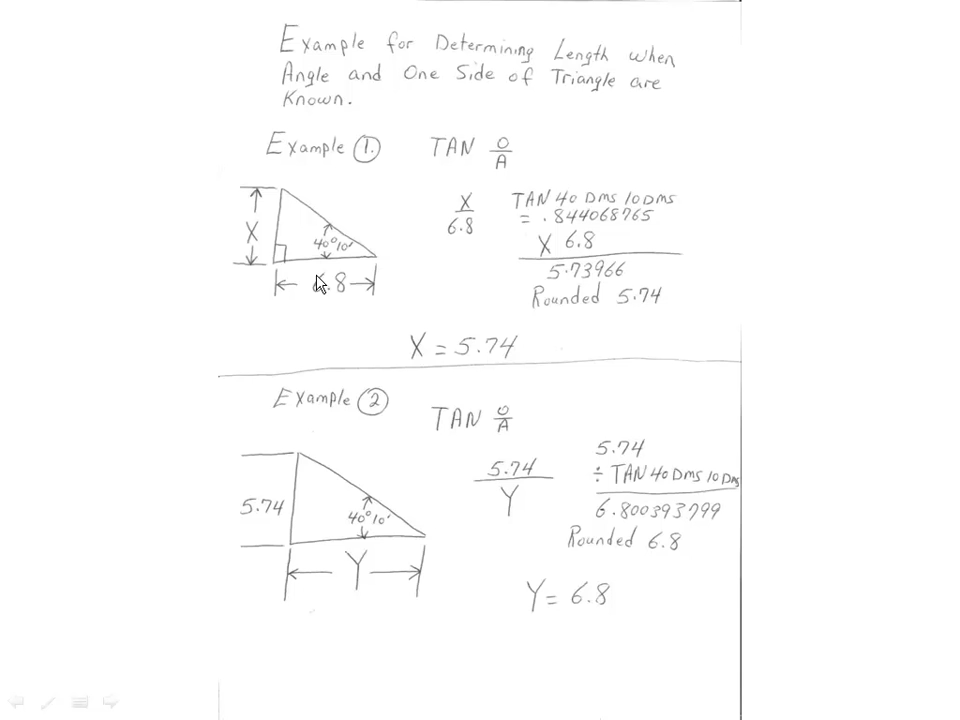 Example for Determining Length when
Angle and One Side of Triangle are
Known.
Example 1. TAN O/A
X
40°10'
.8
X
6.8
TAN 40 DMS 10 DMS
= .844068765
X 6.8
5.73966
Rounded 5.74
X = 5.74
Example 2 TAN O/A
5.74
40°10'
Y
5.74
Y
5.74
÷ TAN 40 DMS 10 DMS
6.800393799
Rounded 6.8
Y = 6.8